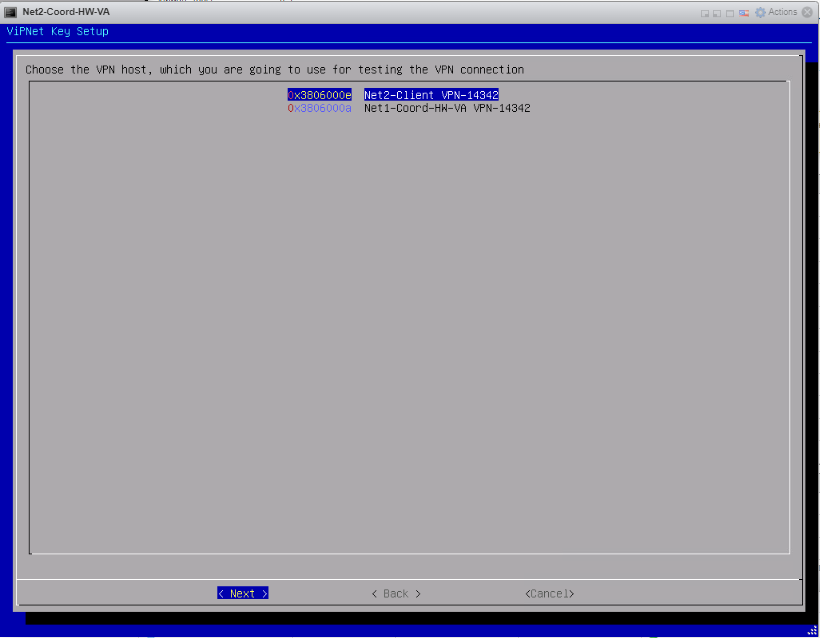 Net2-Coord-HW-VA
Actions
ViPNet Key Setup
Choose the VPN host, which you are going to use for testing the VPN connection
0x3806000e Net2-Client VPN-14342
0x3806000a Net1-Coord-HW-VA VPN-14342
< Next > < Back > <Cancel>